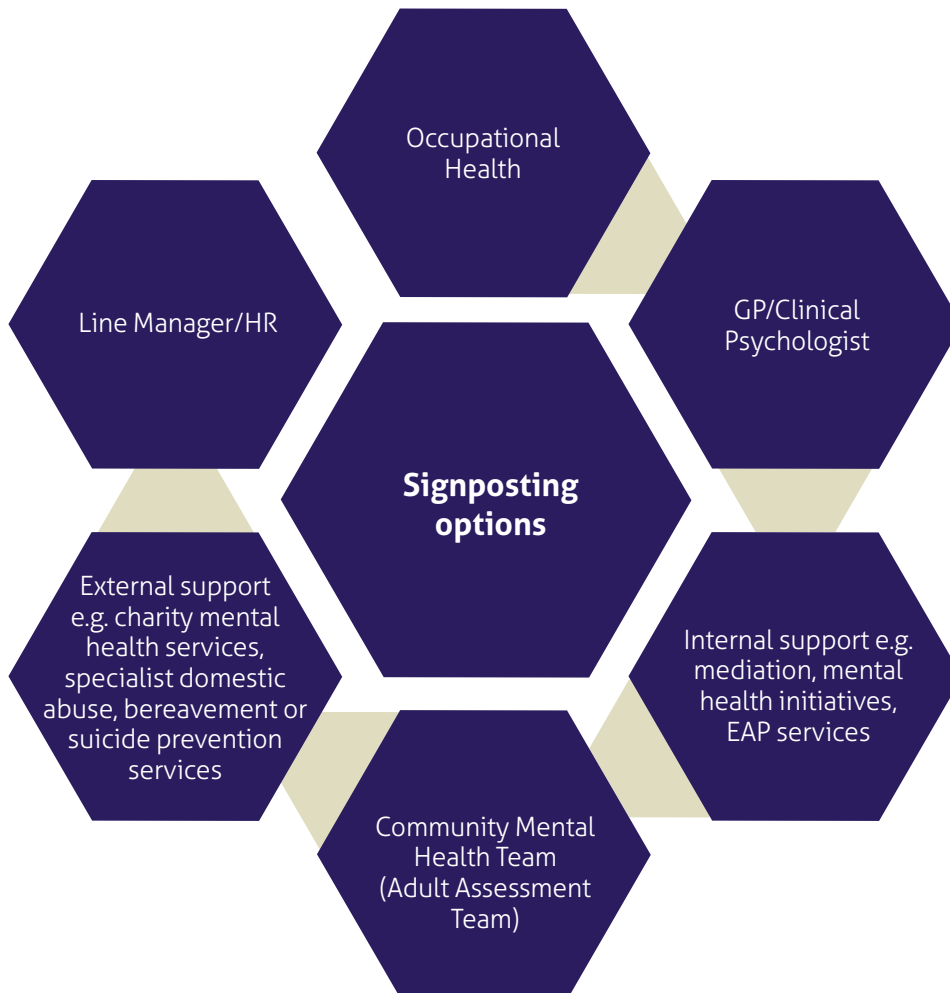 Occupational
Health
GP/Clinical
Psychologist
Internal support e.g.
mediation, mental
health initiatives,
EAP services
Community Mental
Health Team
(Adult Assessment
Team)
External support
e.g. charity mental
health services,
specialist domestic
abuse, bereavement or
suicide prevention
services
Line Manager/HR
Signposting
options